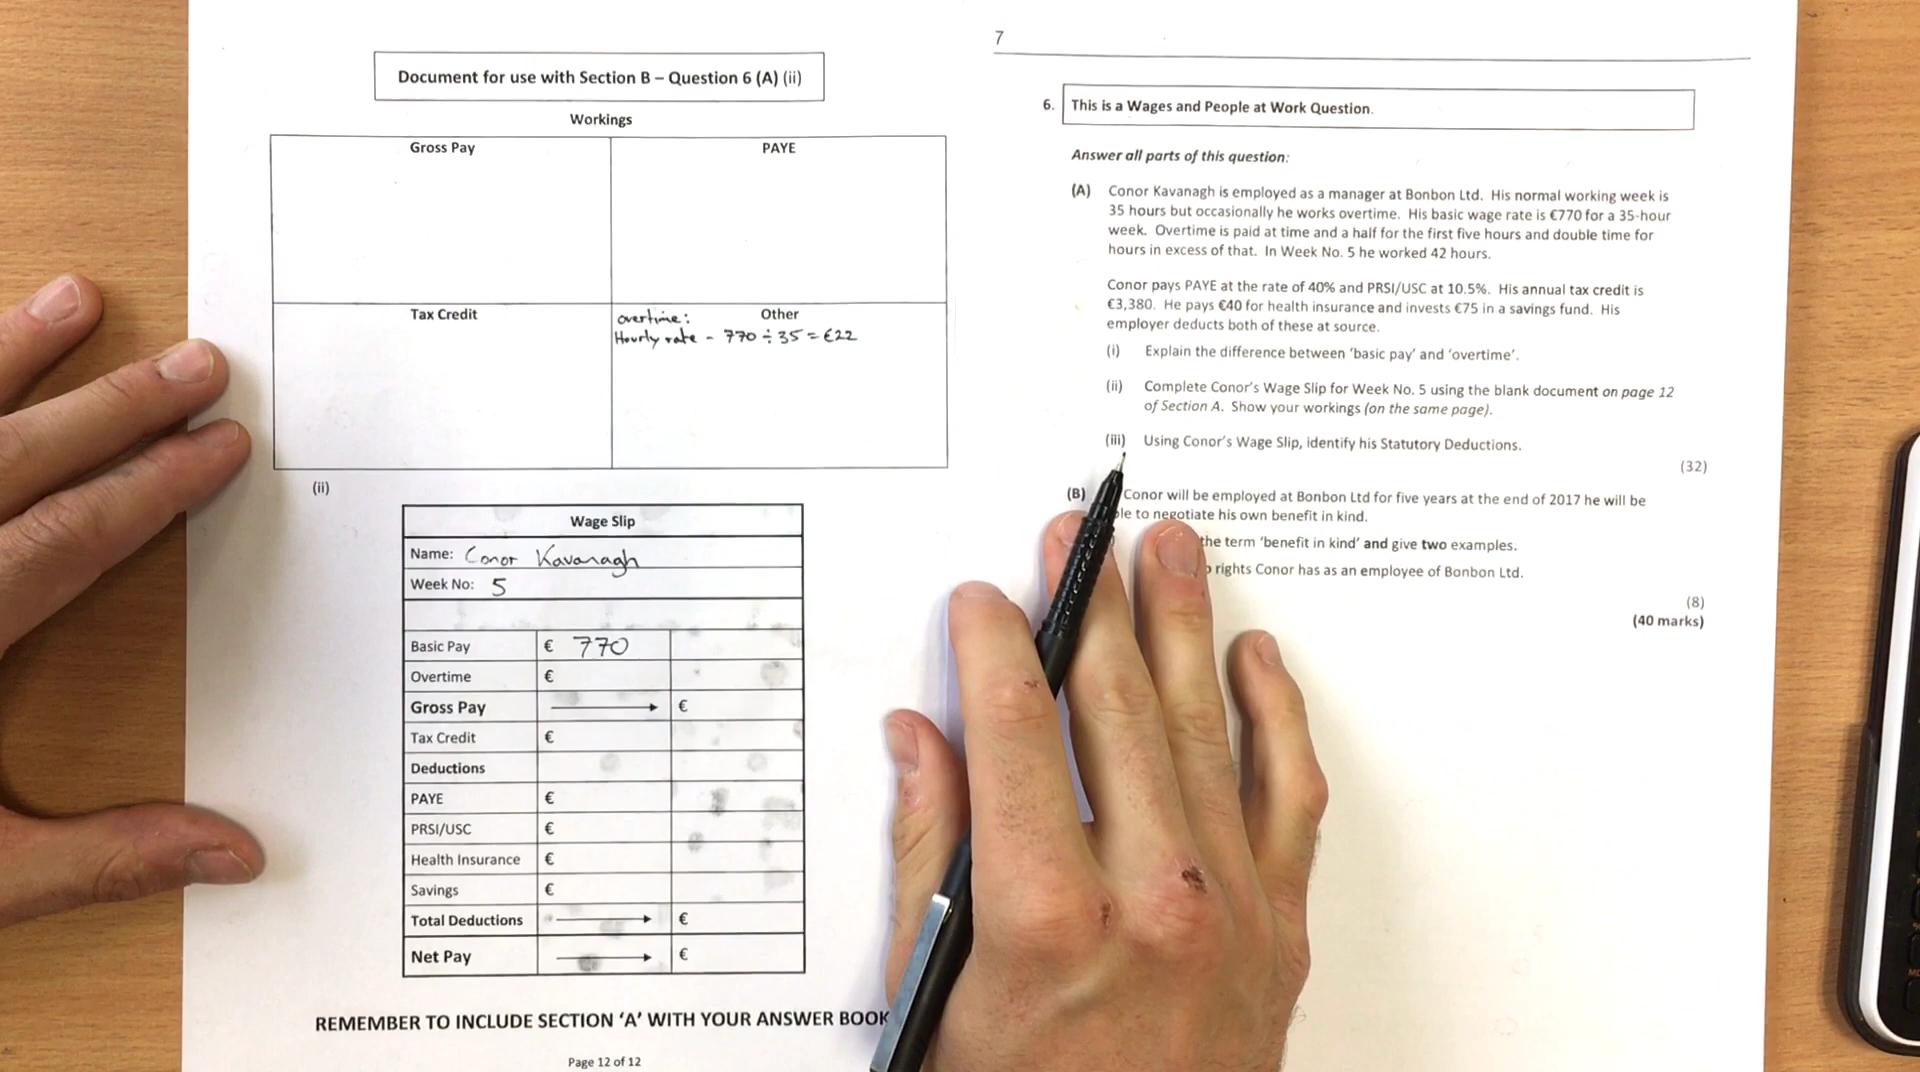 Document for use with Section B – Question 6 (A) (ii)
Workings
Gross Pay
PAYE
Tax Credit
Other
overtime:
Hourly rate - 770 ÷ 35 = €22
(ii)
Wage Slip
Name: Conor Kavanagh
Week No: 5
Basic Pay € 770
Overtime €
Gross Pay €
Tax Credit €
Deductions
PAYE €
PRSI/USC €
Health Insurance €
Savings €
Total Deductions €
Net Pay €
REMEMBER TO INCLUDE SECTION ‘A’ WITH YOUR ANSWER BOOK
Page 12 of 12
7
6. This is a Wages and People at Work Question.
Answer all parts of this question:
(A) Conor Kavanagh is employed as a manager at Bonbon Ltd. His normal working week is
35 hours but occasionally he works overtime. His basic wage rate is €770 for a 35-hour
week. Overtime is paid at time and a half for the first five hours and double time for
hours in excess of that. In Week No. 5 he worked 42 hours.
Conor pays PAYE at the rate of 40% and PRSI/USC at 10.5%. His annual tax credit is
€3,380. He pays €40 for health insurance and invests €75 in a savings fund. His
employer deducts both of these at source.
(i) Explain the difference between ‘basic pay’ and ‘overtime’.
(ii) Complete Conor’s Wage Slip for Week No. 5 using the blank document on page 12
of Section A. Show your workings (on the same page).
(iii) Using Conor’s Wage Slip, identify his Statutory Deductions.
(32)
(B) Conor will be employed at Bonbon Ltd for five years at the end of 2017 he will be
to negotiate his own benefit in kind.
the term ‘benefit in kind’ and give two examples.
rights Conor has as an employee of Bonbon Ltd.
(8)
(40 marks)